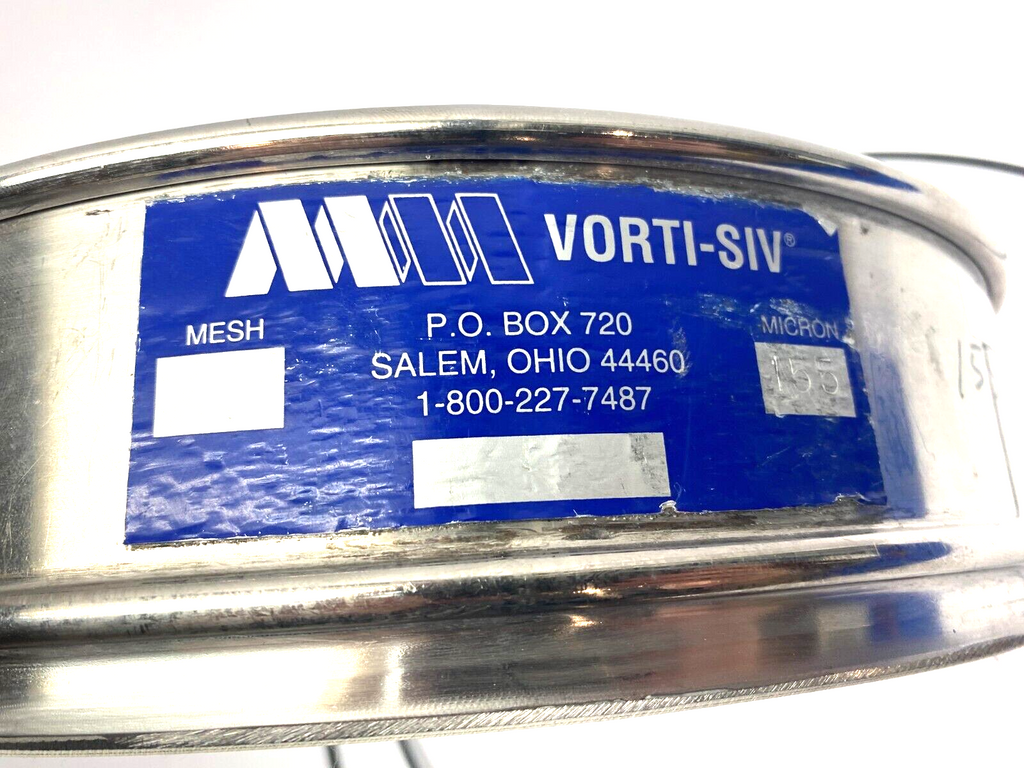 VORTI-SIV®
MESH
P.O. BOX 720
SALEM, OHIO 44460
1-800-227-7487
MICRON
155